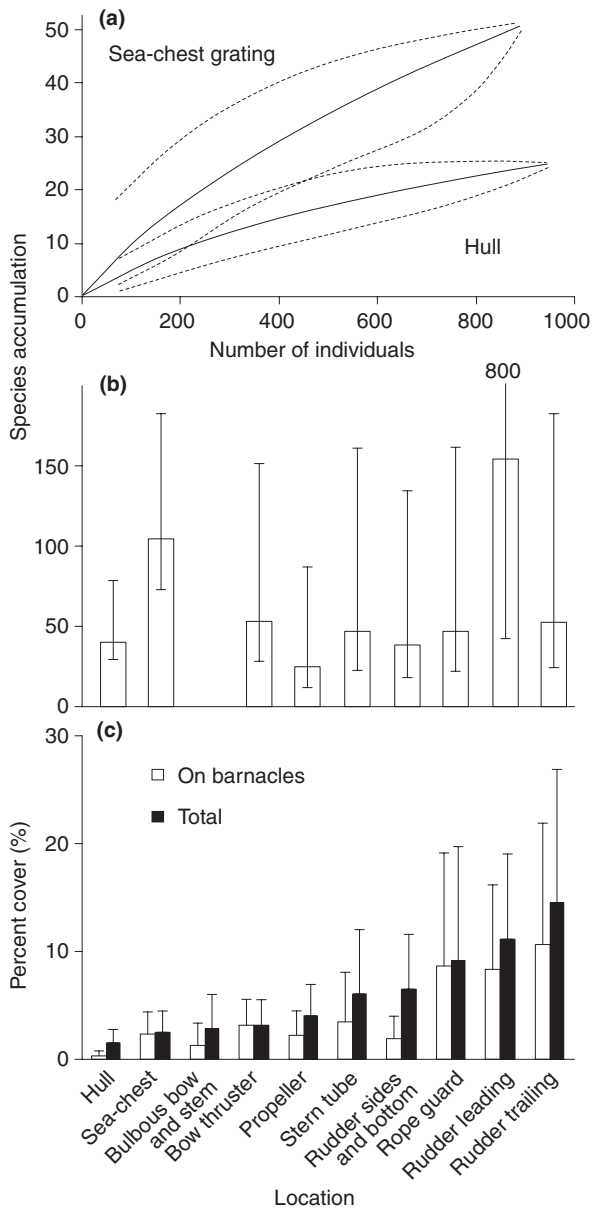 (a)
Sea-chest grating
50
40
30
20
10
0
Hull
0 200 400 600 800 1000
Number of individuals
Species accumulation
(b)
800
150
100
50
0
(c)
30
20
10
0
On barnacles
Total
Percent cover (%)
Hull
Sea-chest
Bulbous bow
and stem
Bow thruster
Propeller
Stern tube
Rudder sides
and bottom
Rope guard
Rudder leading
Rudder trailing
Location